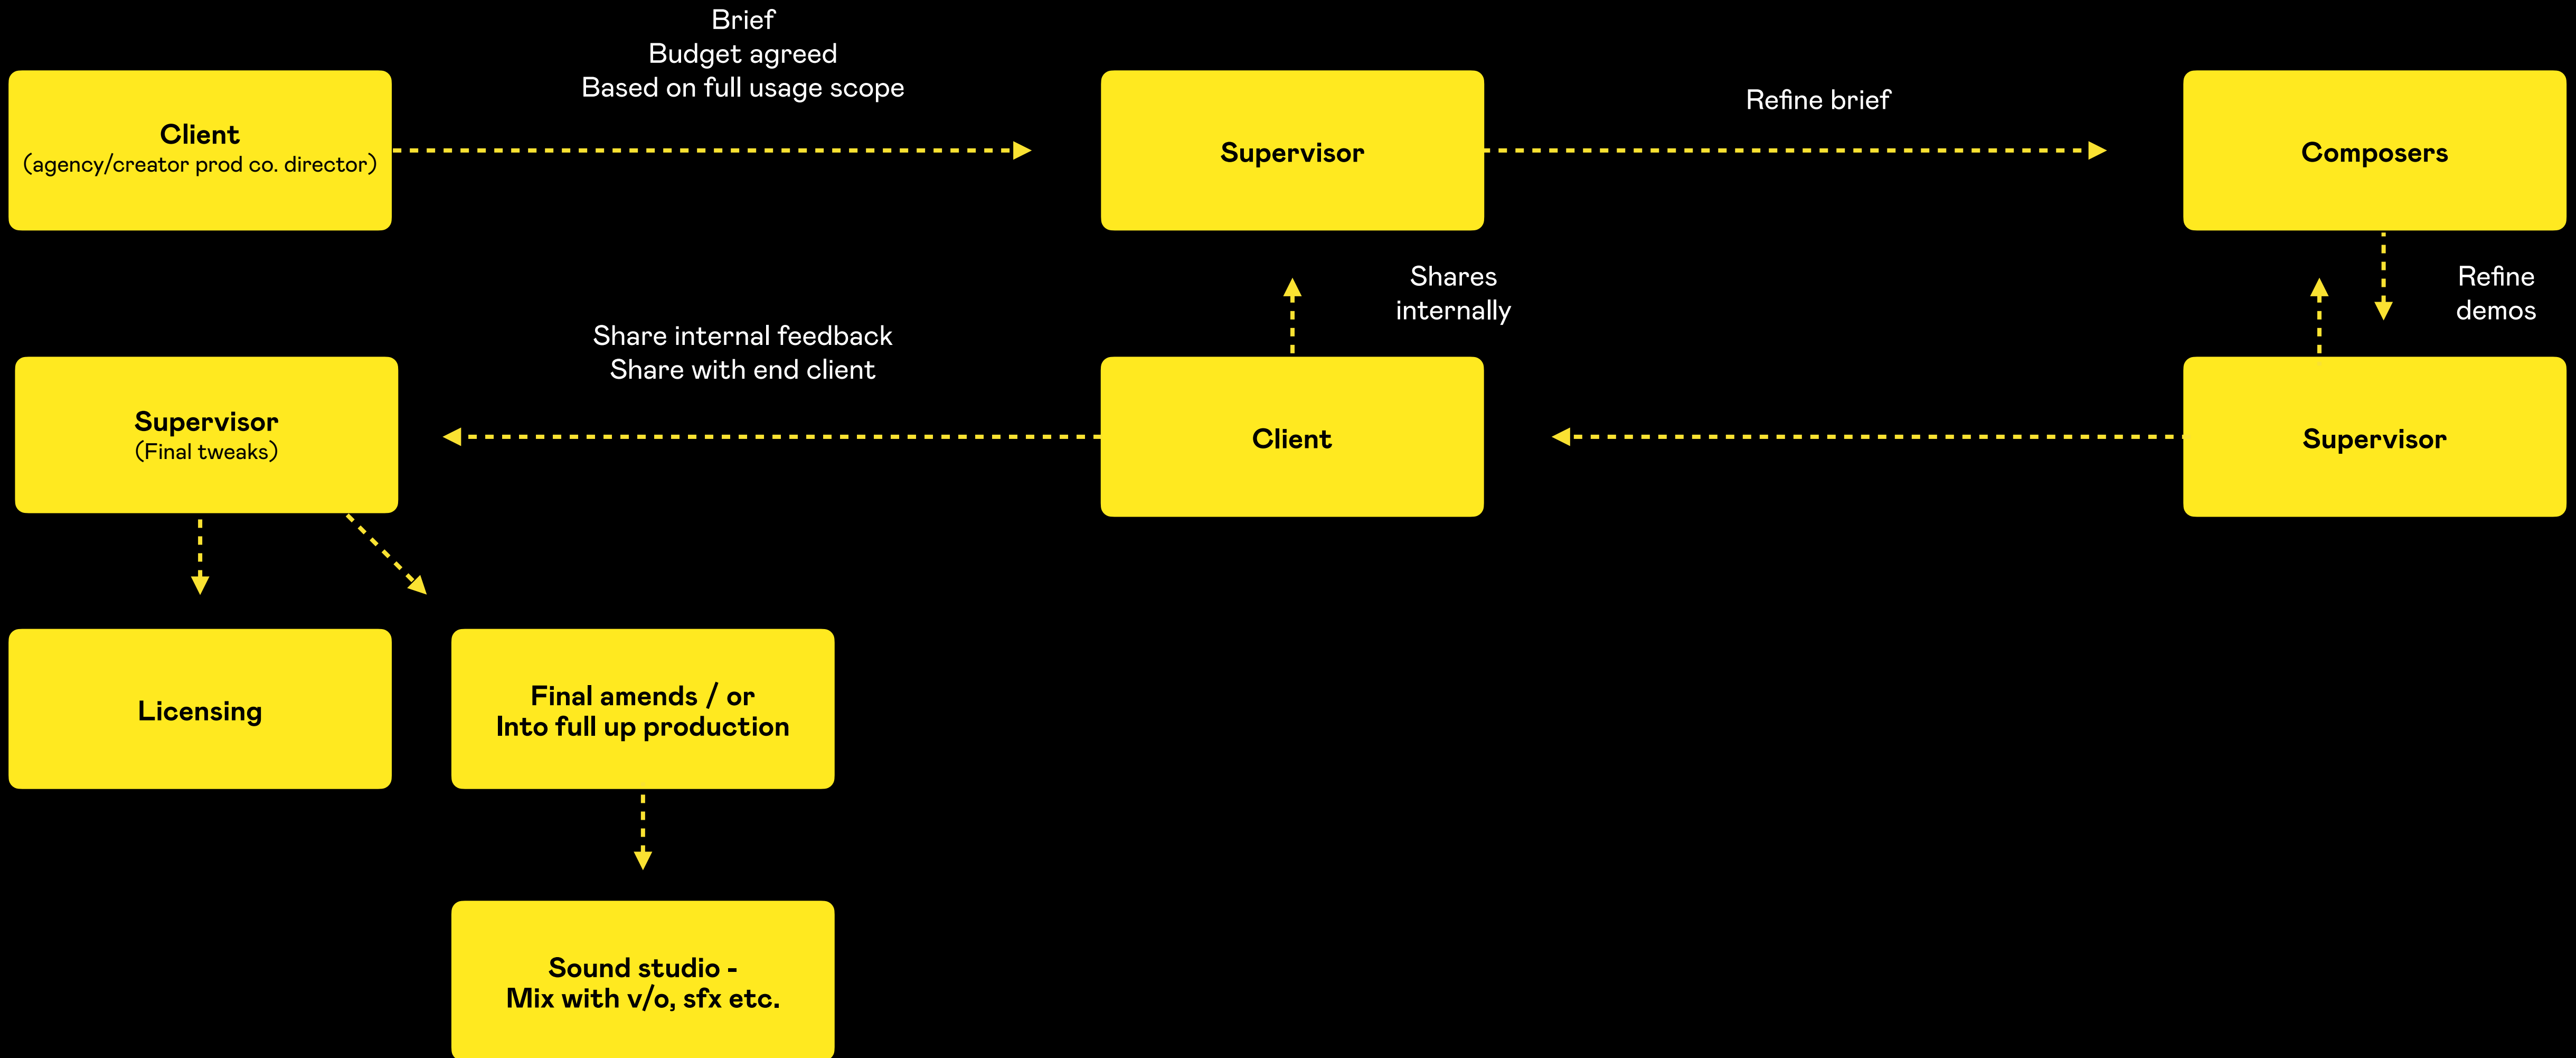 Brief
Budget agreed
Based on full usage scope
Client
(agency/creator prod co. director)
Supervisor
Refine brief
Composers
Shares
internally
Refine
demos
Share internal feedback
Share with end client
Supervisor
(Final tweaks)
Client
Supervisor
Licensing
Final amends / or
Into full up production
Sound studio -
Mix with v/o, sfx etc.